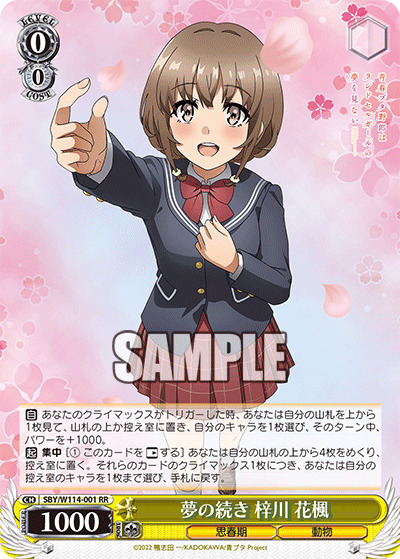 LEVEL
0
0
COST
青春ブタ野郎は
ランドセルガールの
夢を見ない
SAMPLE
自 あなたのクライマックスがトリガーした時、あなたは自分の山札を上から
1枚見て、山札の上か控え室に置き、自分のキャラを1枚選び、そのターン中、
パワーを+1000。
起 集中 [① このカードを する] あなたは自分の山札の上から4枚をめくり、
控え室に置く。それらのカードのクライマックス1枚につき、あなたは自分の
控え室のキャラを1枚まで選び、手札に戻す。
CH SBY/W114-001 RR
1000
夢の続き 梓川 花楓
思春期
動物
©2022 鴨志田 一/KADOKAWA/青ブタ Project